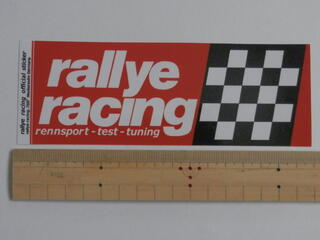 rallye racing official sticker
rallye
racing
rennsport - test - tuning